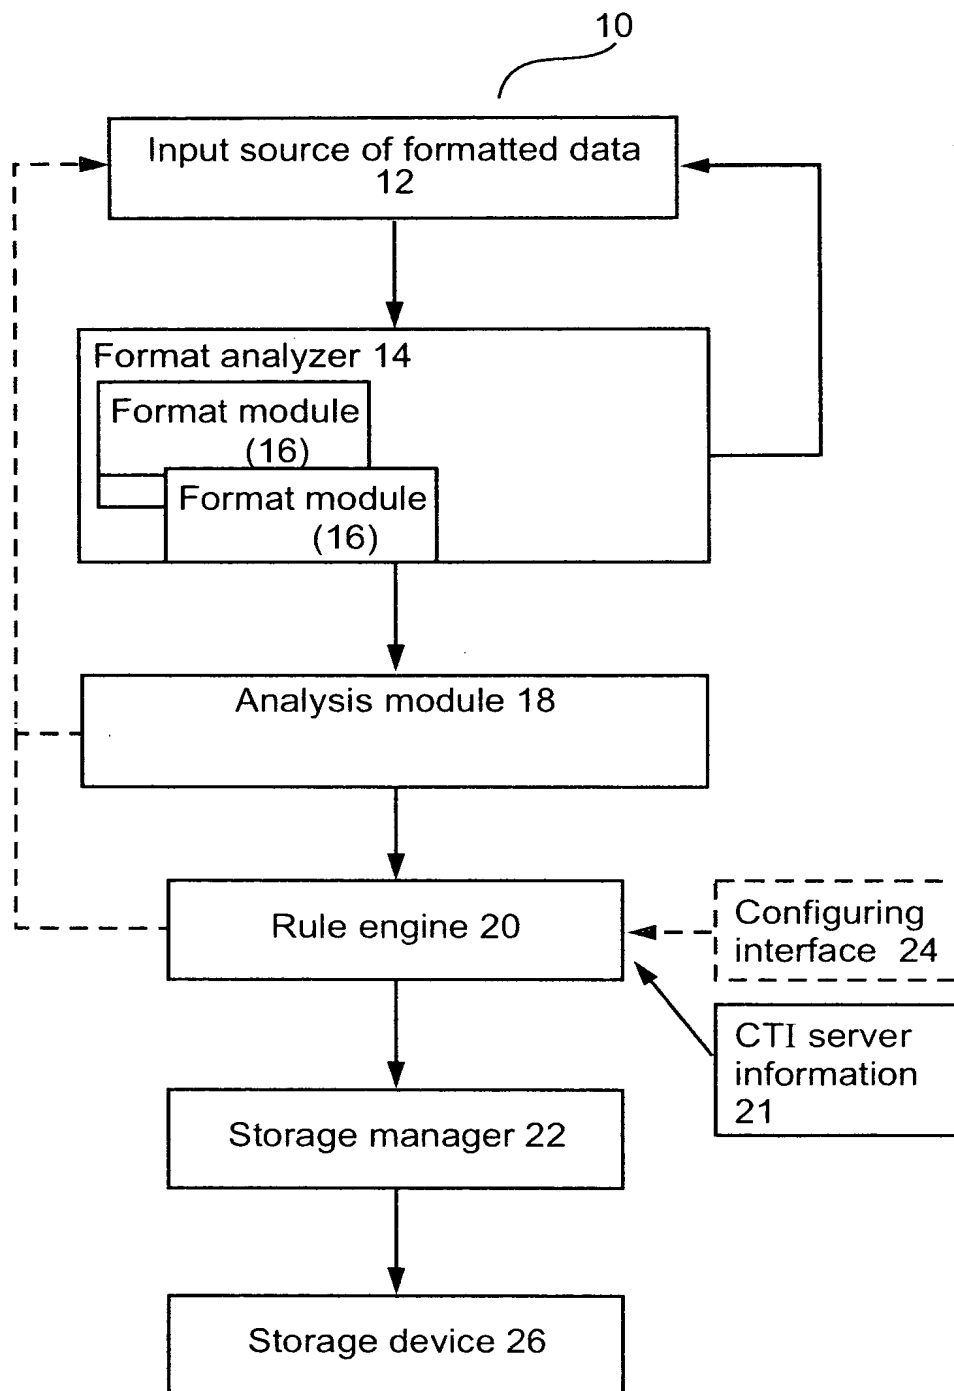 10
Input source of formatted data
12
Format analyzer 14
Format module
(16)
Format module
(16)
Analysis module 18
Rule engine 20
Configuring
interface 24
CTI server
information
21
Storage manager 22
Storage device 26